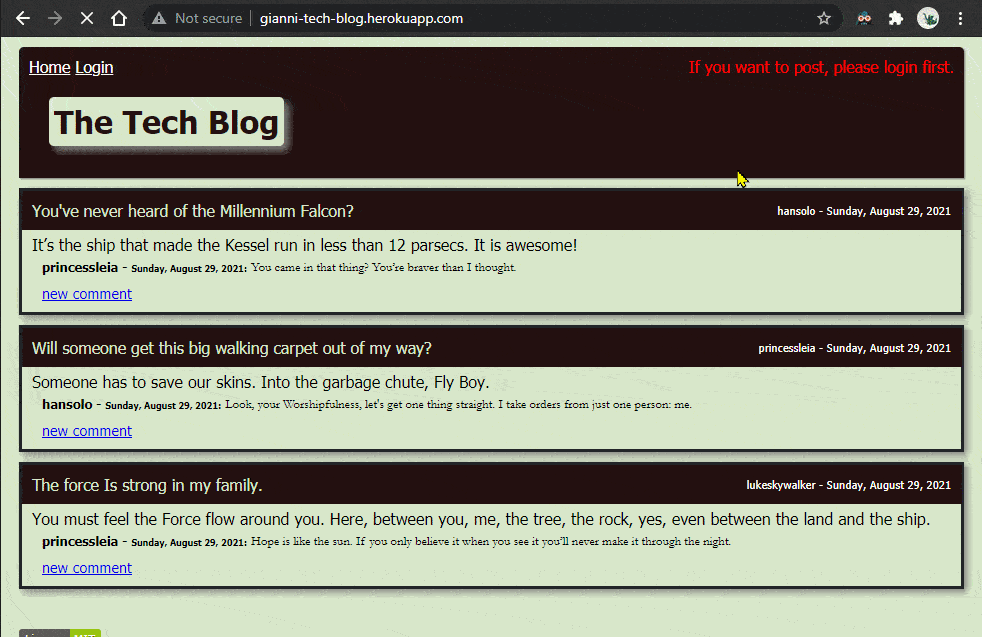 Not secure | gianni-tech-blog.herokuapp.com
Home Login
If you want to post, please login first.
The Tech Blog
You've never heard of the Millennium Falcon?
hansolo - Sunday, August 29, 2021
It's the ship that made the Kessel run in less than 12 parsecs. It is awesome!
princessleia - Sunday, August 29, 2021: You came in that thing? You're braver than I thought.
new comment
Will someone get this big walking carpet out of my way?
princessleia - Sunday, August 29, 2021
Someone has to save our skins. Into the garbage chute, Fly Boy.
hansolo - Sunday, August 29, 2021: Look, your Worshipfulness, let's get one thing straight. I take orders from just one person: me.
new comment
The force Is strong in my family.
lukeskywalker - Sunday, August 29, 2021
You must feel the Force flow around you. Here, between you, me, the tree, the rock, yes, even between the land and the ship.
princessleia - Sunday, August 29, 2021: Hope is like the sun. If you only believe it when you see it you'll never make it through the night.
new comment